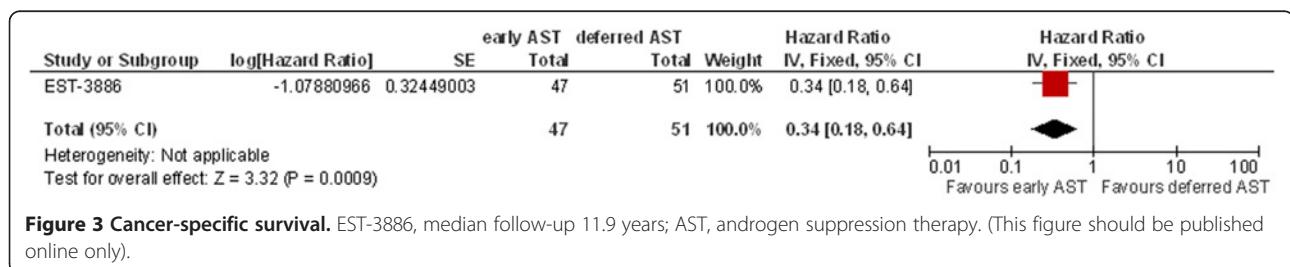 early AST deferred AST Hazard Ratio Hazard Ratio
Study or Subgroup log[Hazard Ratio] SE Total Total Weight IV, Fixed, 95% CI IV, Fixed, 95% CI
EST-3886 -1.07880966 0.32449003 47 51 100.0% 0.34 [0.18, 0.64]
Total (95% CI) 47 51 100.0% 0.34 [0.18, 0.64]
Heterogeneity: Not applicable
Test for overall effect: Z = 3.32 (P = 0.0009)
0.01 0.1 1 10 100
Favours early AST Favours deferred AST
Figure 3 Cancer-specific survival. EST-3886, median follow-up 11.9 years; AST, androgen suppression therapy. (This figure should be published
online only).